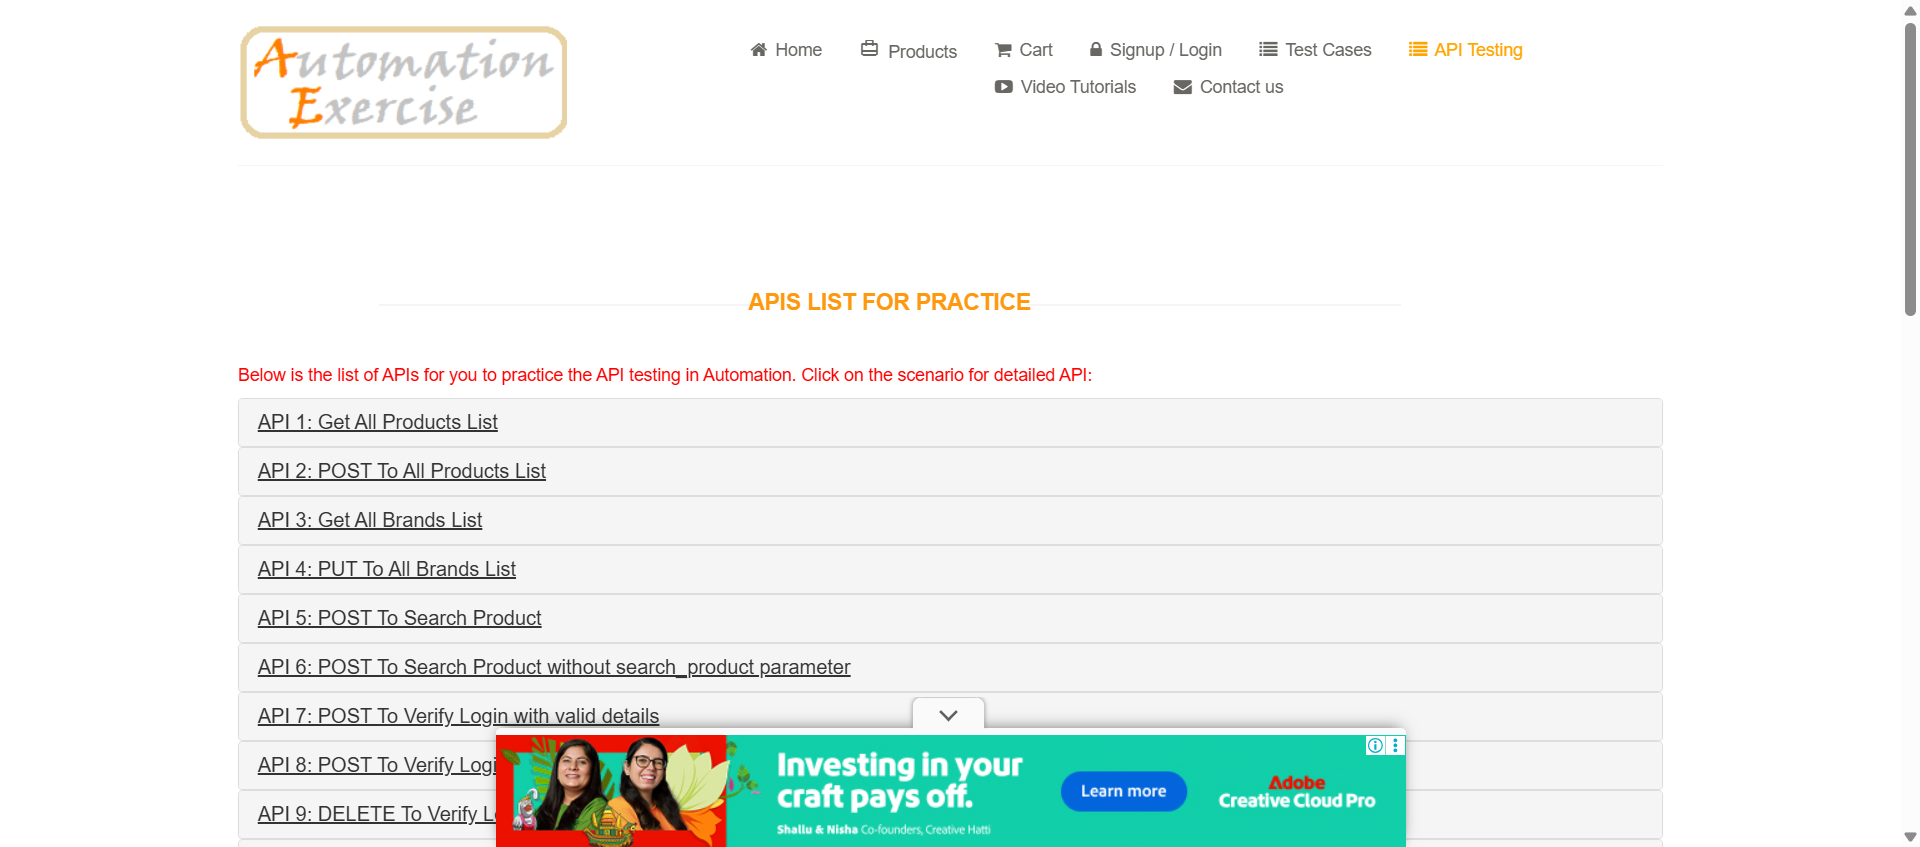 Automation
Exercise
Home
Products
Cart
Signup / Login
Test Cases
API Testing
Video Tutorials
Contact us
APIS LIST FOR PRACTICE
Below is the list of APIs for you to practice the API testing in Automation. Click on the scenario for detailed API:
API 1: Get All Products List
API 2: POST To All Products List
API 3: Get All Brands List
API 4: PUT To All Brands List
API 5: POST To Search Product
API 6: POST To Search Product without search_product parameter
API 7: POST To Verify Login with valid details
API 8: POST To Verify Logi
API 9: DELETE To Verify L
Investing in your
craft pays off.
Shallu & Nisha Co-founders, Creative Hatti
Learn more
Adobe
Creative Cloud Pro